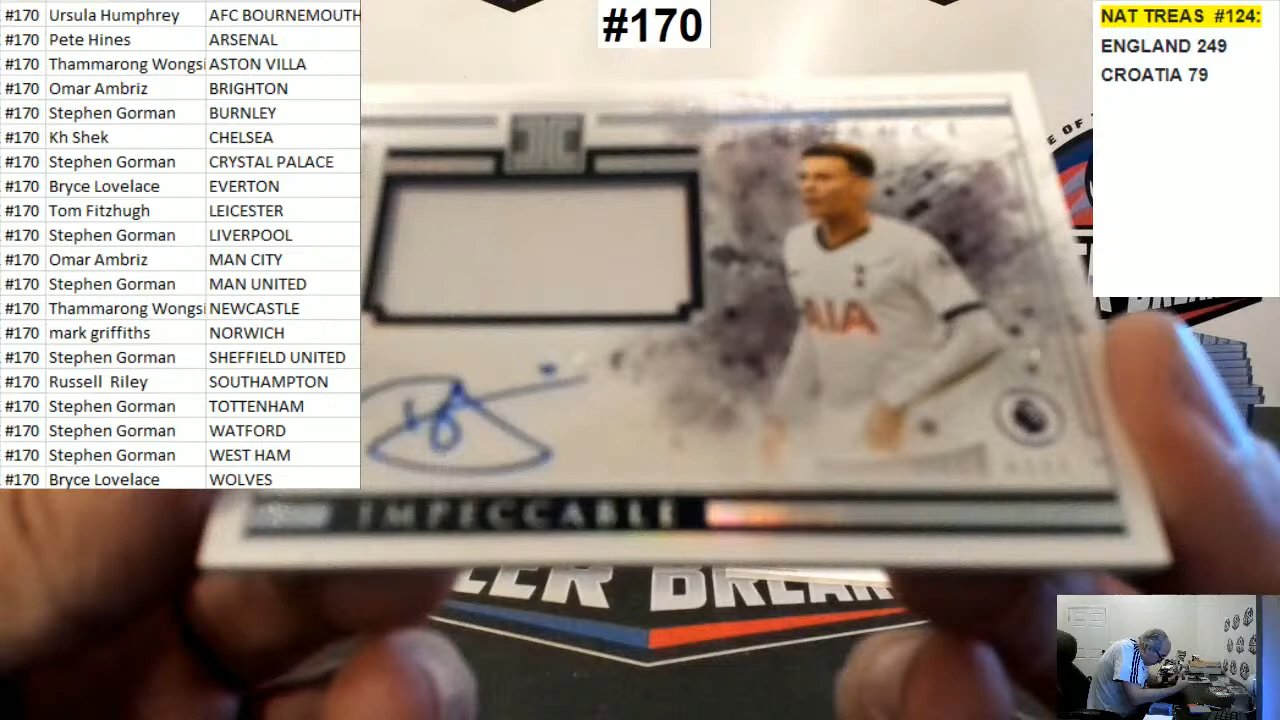 #170 Ursula Humphrey AFC BOURNEMOUTH
#170 Pete Hines ARSENAL
#170 Thammarong Wongsi ASTON VILLA
#170 Omar Ambriz BRIGHTON
#170 Stephen Gorman BURNLEY
#170 Kh Shek CHELSEA
#170 Stephen Gorman CRYSTAL PALACE
#170 Bryce Lovelace EVERTON
#170 Tom Fitzhugh LEICESTER
#170 Stephen Gorman LIVERPOOL
#170 Omar Ambriz MAN CITY
#170 Stephen Gorman MAN UNITED
#170 Thammarong Wongsi NEWCASTLE
#170 mark griffiths NORWICH
#170 Stephen Gorman SHEFFIELD UNITED
#170 Russell Riley SOUTHAMPTON
#170 Stephen Gorman TOTTENHAM
#170 Stephen Gorman WATFORD
#170 Stephen Gorman WEST HAM
#170 Bryce Lovelace WOLVES
#170
NAT TREAS #124:
ENGLAND 249
CROATIA 79
AIA
IMPECCABLE
E OF